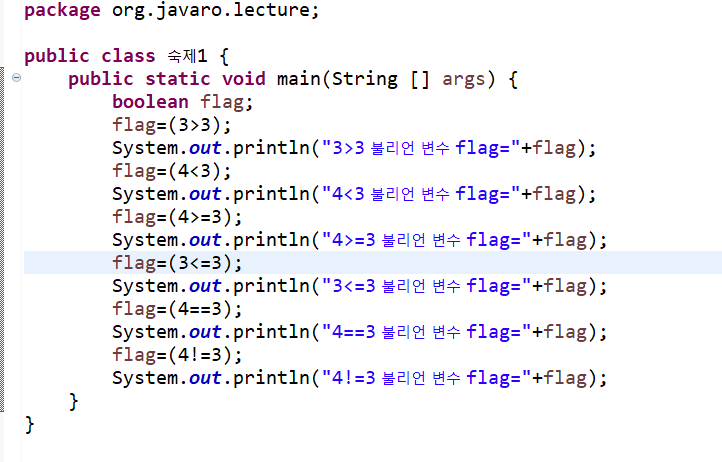 package org.javaro.lecture;
public class 숙제1 {
public static void main(String [] args) {
boolean flag;
flag=(3>3);
System.out.println("3>3 불리언 변수 flag="+flag);
flag=(4<3);
System.out.println("4<3 불리언 변수 flag="+flag);
flag=(4>=3);
System.out.println("4>=3 불리언 변수 flag="+flag);
flag=(3<=3);
System.out.println("3<=3 불리언 변수 flag="+flag);
flag=(4==3);
System.out.println("4==3 불리언 변수 flag="+flag);
flag=(4!=3);
System.out.println("4!=3 불리언 변수 flag="+flag);
}
}